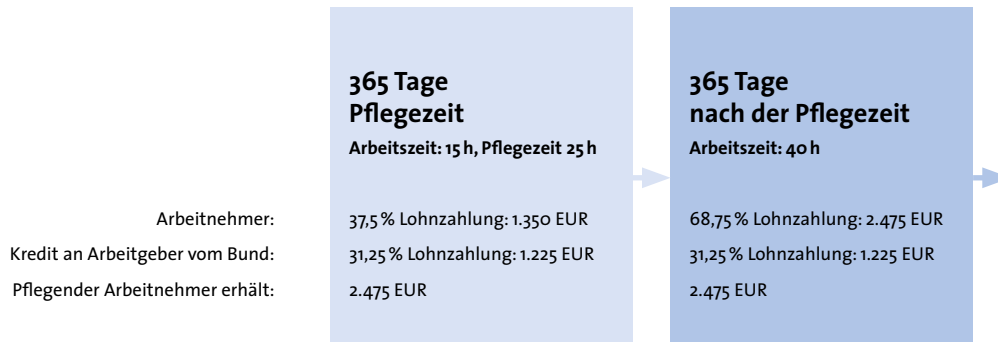 365 Tage
Pflegezeit
Arbeitszeit: 15 h, Pflegezeit 25 h
365 Tage
nach der Pflegezeit
Arbeitszeit: 40 h
Arbeitnehmer: 37,5 % Lohnzahlung: 1.350 EUR 68,75 % Lohnzahlung: 2.475 EUR
Kredit an Arbeitgeber vom Bund: 31,25 % Lohnzahlung: 1.225 EUR 31,25 % Lohnzahlung: 1.225 EUR
Pflegender Arbeitnehmer erhält: 2.475 EUR 2.475 EUR